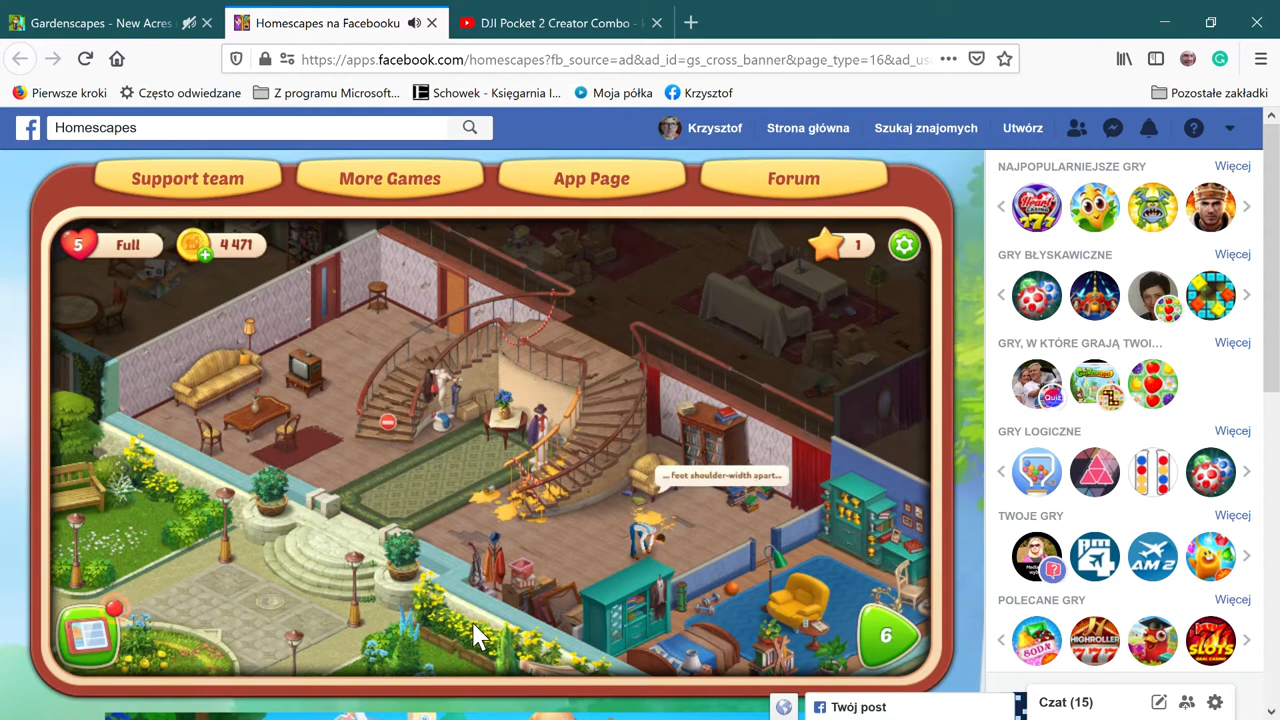 Gardenscapes - New Acres
Homescapes na Facebooku
DJI Pocket 2 Creator Combo -
https://apps.facebook.com/homescapes?fb_source=ad&ad_id=gs_cross_banner&page_type=16&ad_us
Pierwsze kroki
Często odwiedzane
Z programu Microsoft...
Schowek - Księgarnia I...
Moja półka
Krzysztof
Pozostałe zakładki
Homescapes
Krzysztof
Strona główna
Szukaj znajomych
Utwórz
Support team
More Games
App Page
Forum
5 Full
4 471
1
... feet shoulder-width apart...
6
NAJPOPULARNIEJSZE GRY
Więcej
GRY BŁYSKAWICZNE
Więcej
GRY, W KTÓRE GRAJĄ TWOI...
Więcej
Quiz
GRY LOGICZNE
Więcej
TWOJE GRY
Więcej
AM 2
POLECANE GRY
Więcej
SODA
HIGHROLLER
777
SLOTS
Twój post
Czat (15)